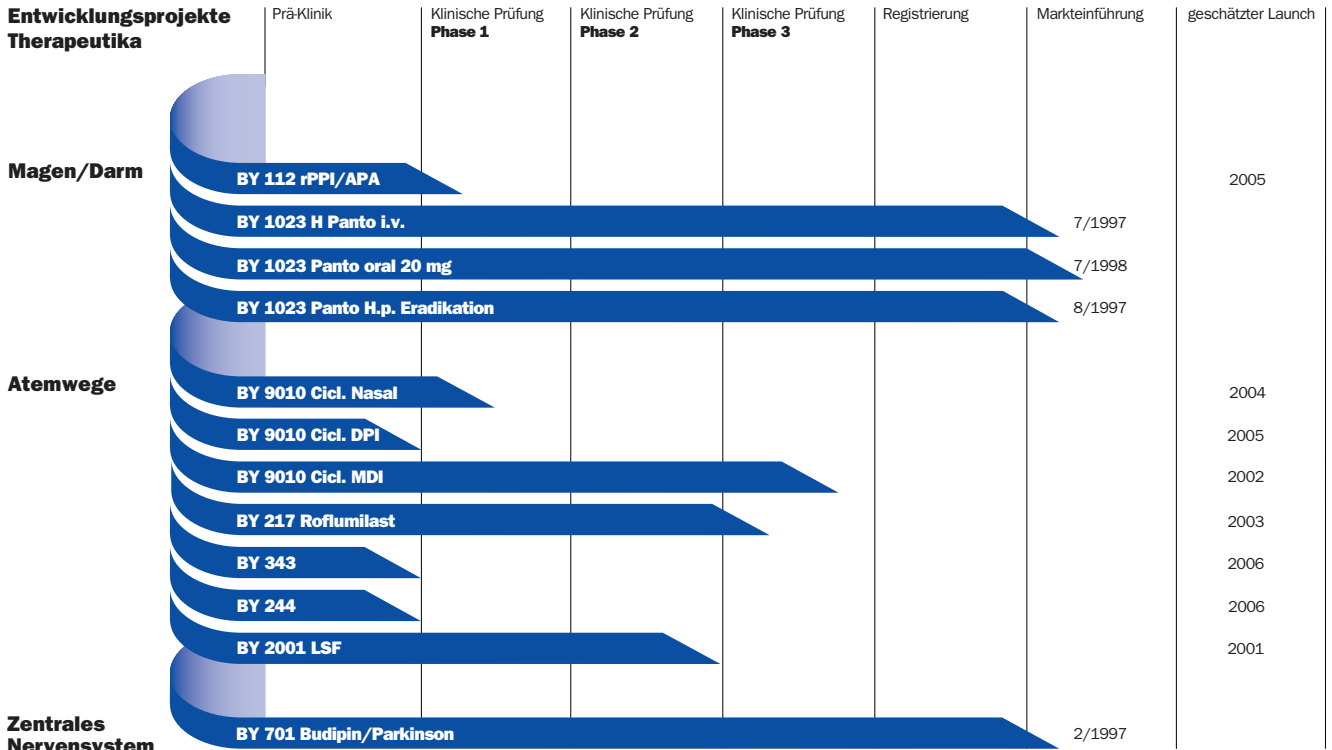 Entwicklungsprojekte
Therapeutika
Prä-Klinik
Klinische Prüfung
Phase 1
Klinische Prüfung
Phase 2
Klinische Prüfung
Phase 3
Registrierung
Markteinführung
geschätzter Launch
Magen/Darm
BY 112 rPPI/APA 2005
BY 1023 H Panto i.v. 7/1997
BY 1023 Panto oral 20 mg 7/1998
BY 1023 Panto H.p. Eradikation 8/1997
Atemwege
BY 9010 Cicl. Nasal 2004
BY 9010 Cicl. DPI 2005
BY 9010 Cicl. MDI 2002
BY 217 Roflumilast 2003
BY 343 2006
BY 244 2006
BY 2001 LSF 2001
Zentrales
Nervensystem
BY 701 Budipin/Parkinson 2/1997